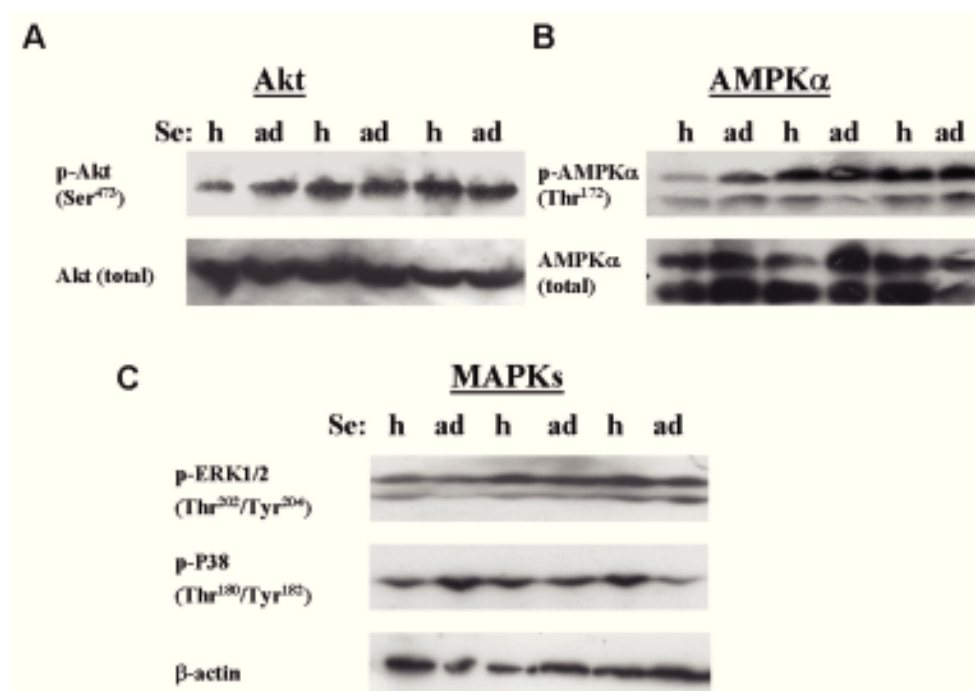 A
B
Akt
AMPKα
Se: h ad h ad h ad
h ad h ad h ad
p-Akt
(Ser⁴⁷³)
p-AMPKα
(Thr¹⁷²)
Akt (total)
AMPKα
(total)
C
MAPKs
Se: h ad h ad h ad
p-ERK1/2
(Thr²⁰²/Tyr²⁰⁴)
p-P38
(Thr¹⁸⁰/Tyr¹⁸²)
β-actin